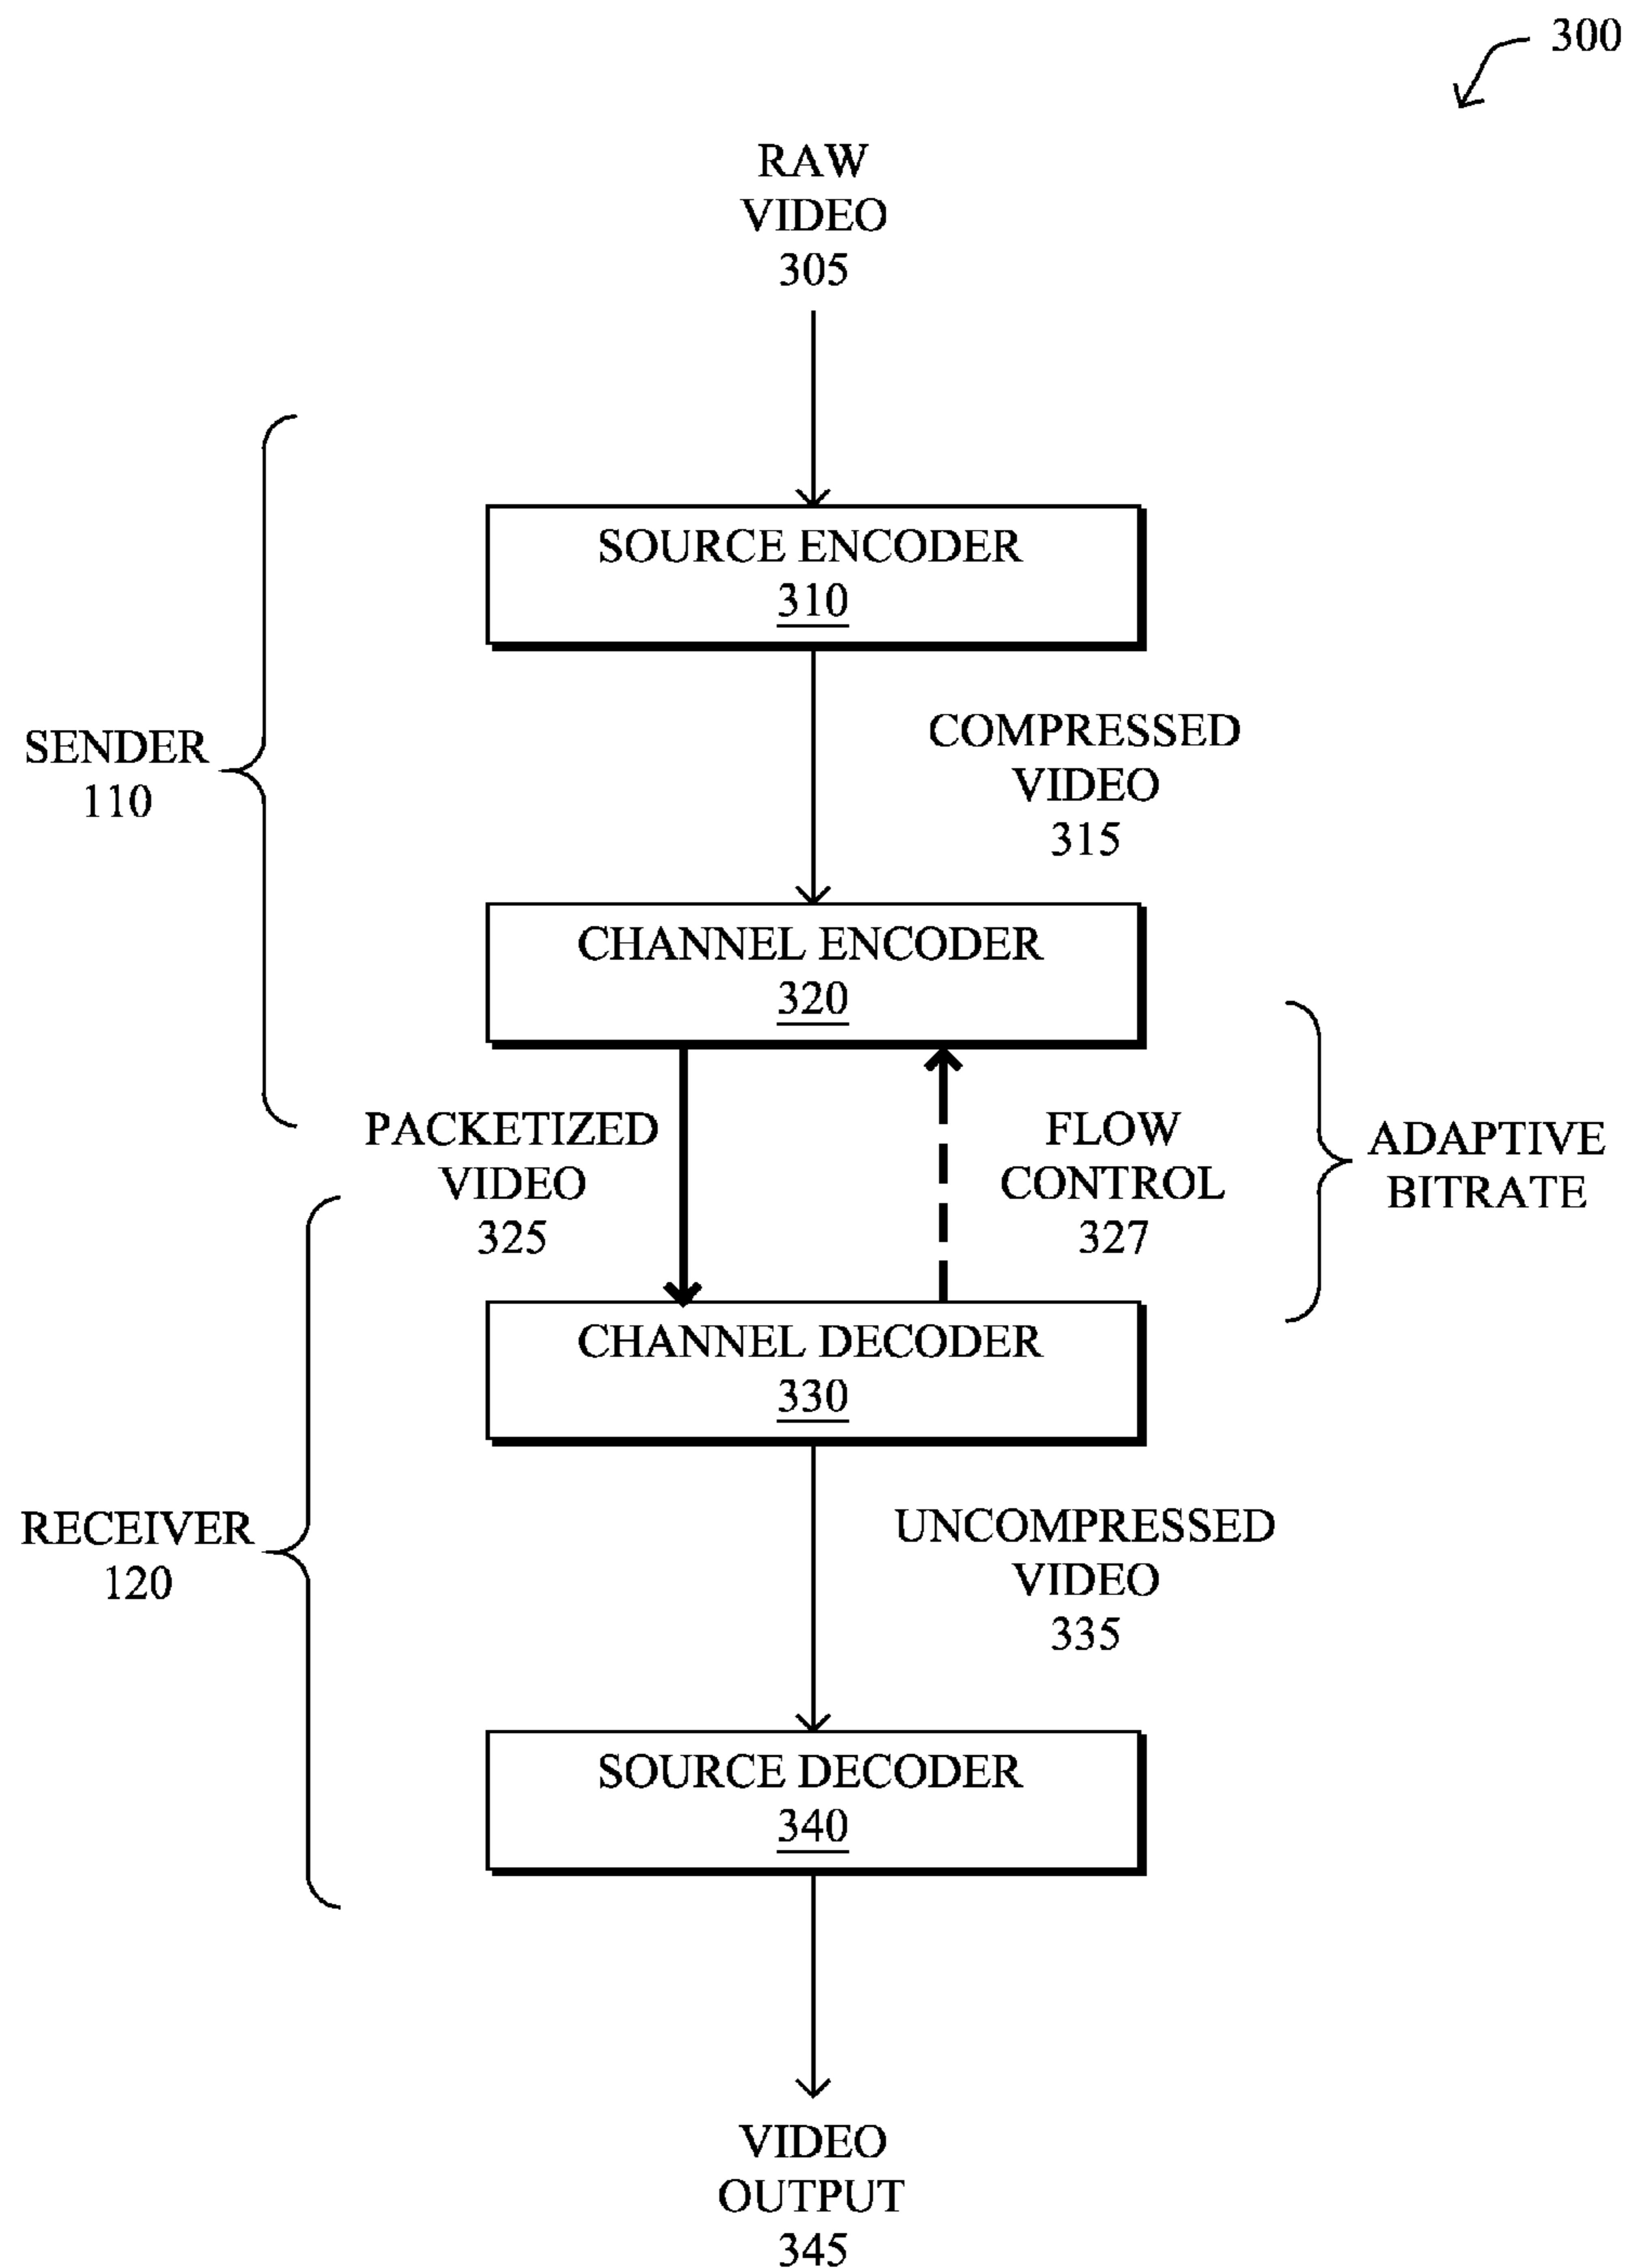 300
RAW
VIDEO
305
SOURCE ENCODER
310
SENDER
110
COMPRESSED
VIDEO
315
CHANNEL ENCODER
320
PACKETIZED
VIDEO
325
FLOW
CONTROL
327
ADAPTIVE
BITRATE
CHANNEL DECODER
330
RECEIVER
120
UNCOMPRESSED
VIDEO
335
SOURCE DECODER
340
VIDEO
OUTPUT
345